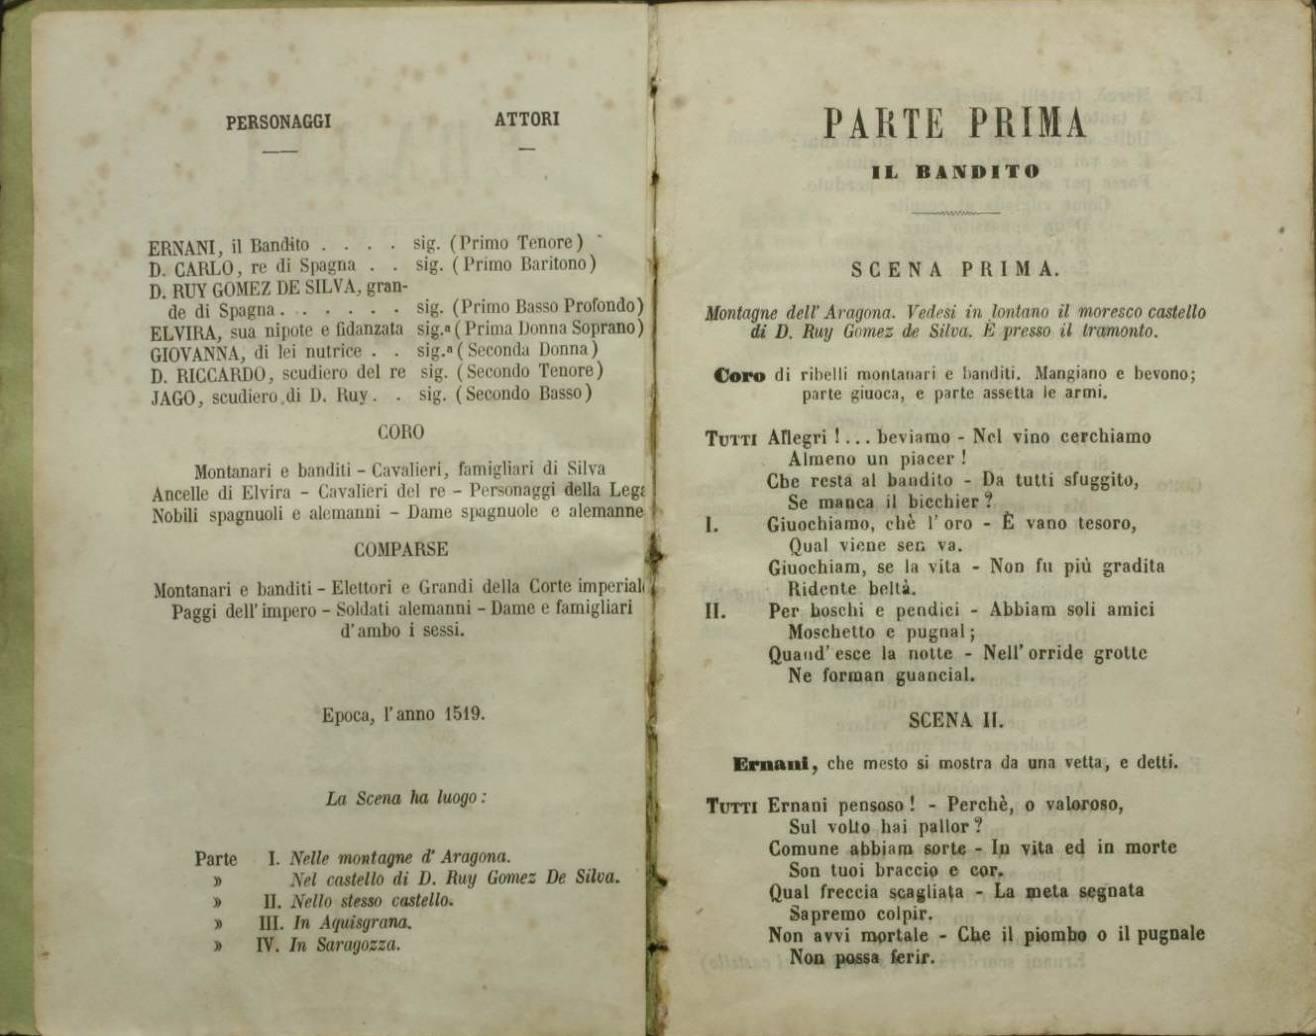 PERSONAGGI ATTORI
ERNANI, il Bandito . . . . sig. (Primo Tenore)
D. CARLO, re di Spagna . . sig. (Primo Baritono)
D. RUY GOMEZ DE SILVA, gran-
de di Spagna . . . . . . sig. (Primo Basso Profondo)
ELVIRA, sua nipote e fidanzata sig.ª (Prima Donna Soprano)
GIOVANNA, di lei nutrice . . sig.ª (Seconda Donna)
D. RICCARDO, scudiero del re sig. (Secondo Tenore)
JAGO, scudiero di D. Ruy . . sig. (Secondo Basso)
CORO
Montanari e banditi – Cavalieri, famigliari di Silva
Ancelle di Elvira – Cavalieri del re – Personaggi della Lega
Nobili spagnuoli e alemanni – Dame spagnuole e alemanne
COMPARSE
Montanari e banditi – Elettori e Grandi della Corte imperial
Paggi dell'impero – Soldati alemanni – Dame e famigliari
d'ambo i sessi.
Epoca, l'anno 1519.
La Scena ha luogo:
Parte I. Nelle montagne d'Aragona.
» Nel castello di D. Ruy Gomez De Silva.
» II. Nello stesso castello.
» III. In Aquisgrana.
» IV. In Saragozza.
PARTE PRIMA
IL BANDITO
SCENA PRIMA.
Montagne dell'Aragona. Vedesi in lontano il moresco castello
di D. Ruy Gomez de Silva. È presso il tramonto.
Coro di ribelli montanari e banditi. Mangiano e bevono;
parte giuoca, e parte assetta le armi.
TUTTI Allegri!... beviamo - Nel vino cerchiamo
Almeno un piacer!
Che resta al bandito - Da tutti sfuggito,
Se manca il bicchier?
I. Giuochiamo, chè l'oro - È vano tesoro,
Qual viene sen va.
Giuochiam, se la vita - Non fu più gradita
Ridente beltà.
II. Per boschi e pendici - Abbiam soli amici
Moschetto e pugnal;
Quand'esce la notte - Nell'orride grotte
Ne forman guancial.
SCENA II.
Ernani, che mesto si mostra da una vetta, e detti.
TUTTI Ernani pensoso! - Perchè, o valoroso,
Sul volto hai pallor?
Comune abbiam sorte - In vita ed in morte
Son tuoi braccio e cor.
Qual freccia scagliata - La meta segnata
Sapremo colpir.
Non avvi mortale - Che il piombo o il pugnale
Non possa ferir.